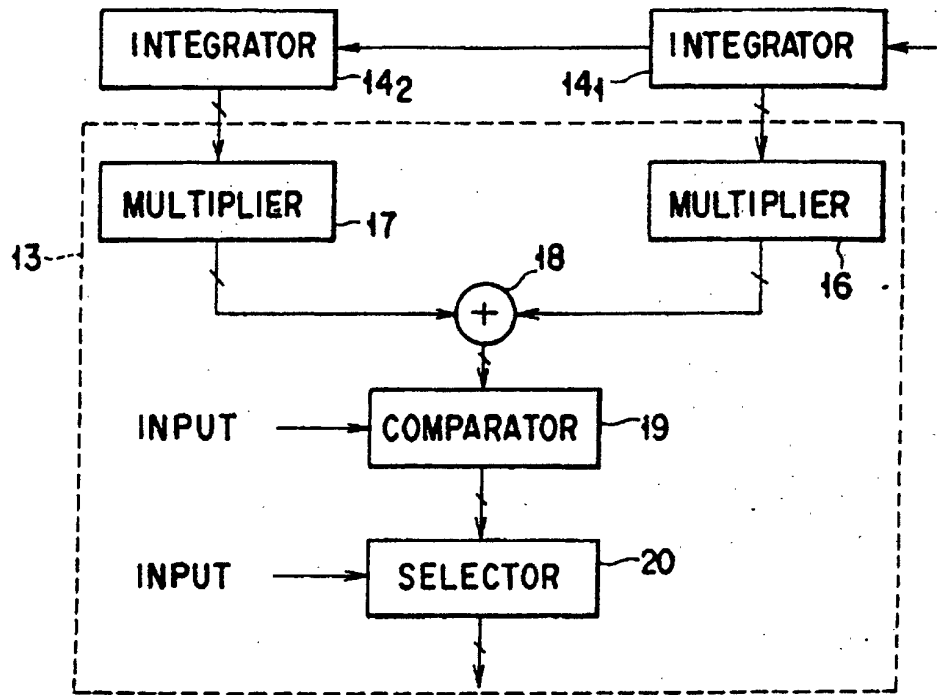 INTEGRATOR
14₂
INTEGRATOR
14₁
MULTIPLIER
17
MULTIPLIER
16
13
18
+
INPUT
COMPARATOR
19
INPUT
SELECTOR
20